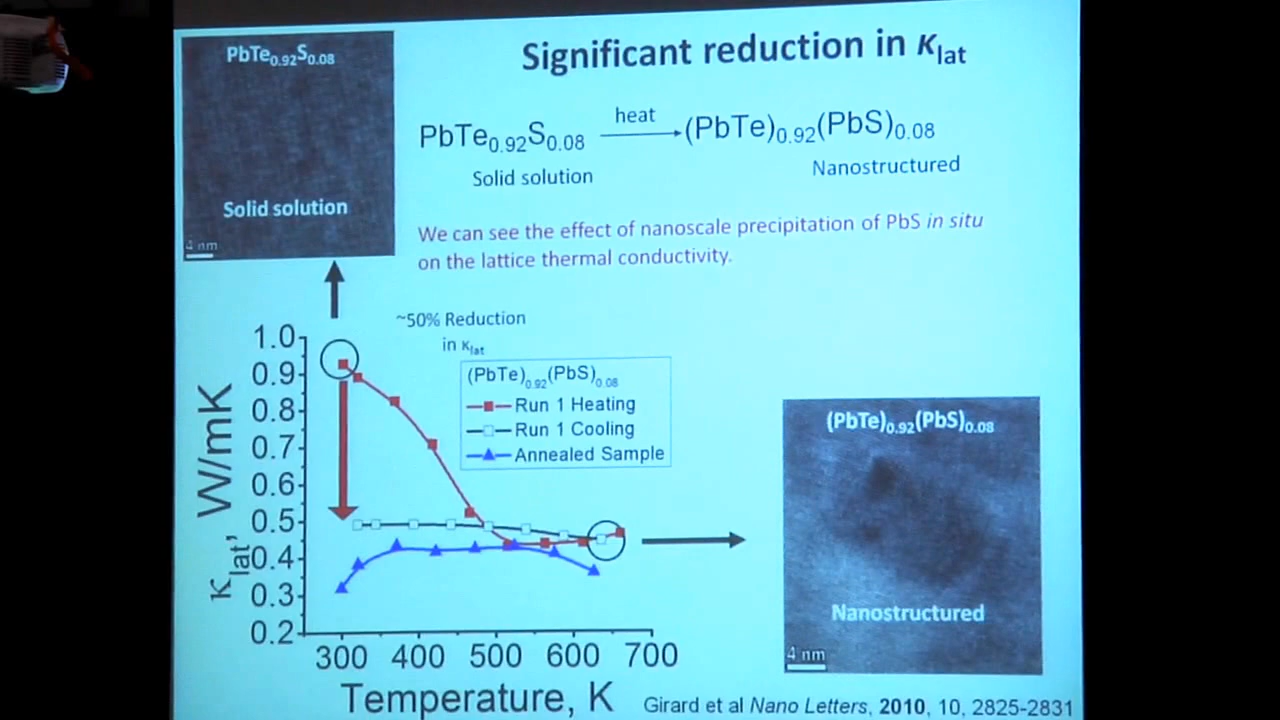 PbTe0.92S0.08
Solid solution
4 nm
Significant reduction in κlat
PbTe0.92S0.08 heat (PbTe)0.92(PbS)0.08
Solid solution Nanostructured
We can see the effect of nanoscale precipitation of PbS in situ
on the lattice thermal conductivity.
~50% Reduction
in κlat
(PbTe)0.92(PbS)0.08
Run 1 Heating
Run 1 Cooling
Annealed Sample
κlat, W/mK
1.0
0.9
0.8
0.7
0.6
0.5
0.4
0.3
0.2
300 400 500 600 700
Temperature, K
(PbTe)0.92(PbS)0.08
Nanostructured
4 nm
Girard et al Nano Letters, 2010, 10, 2825-2831